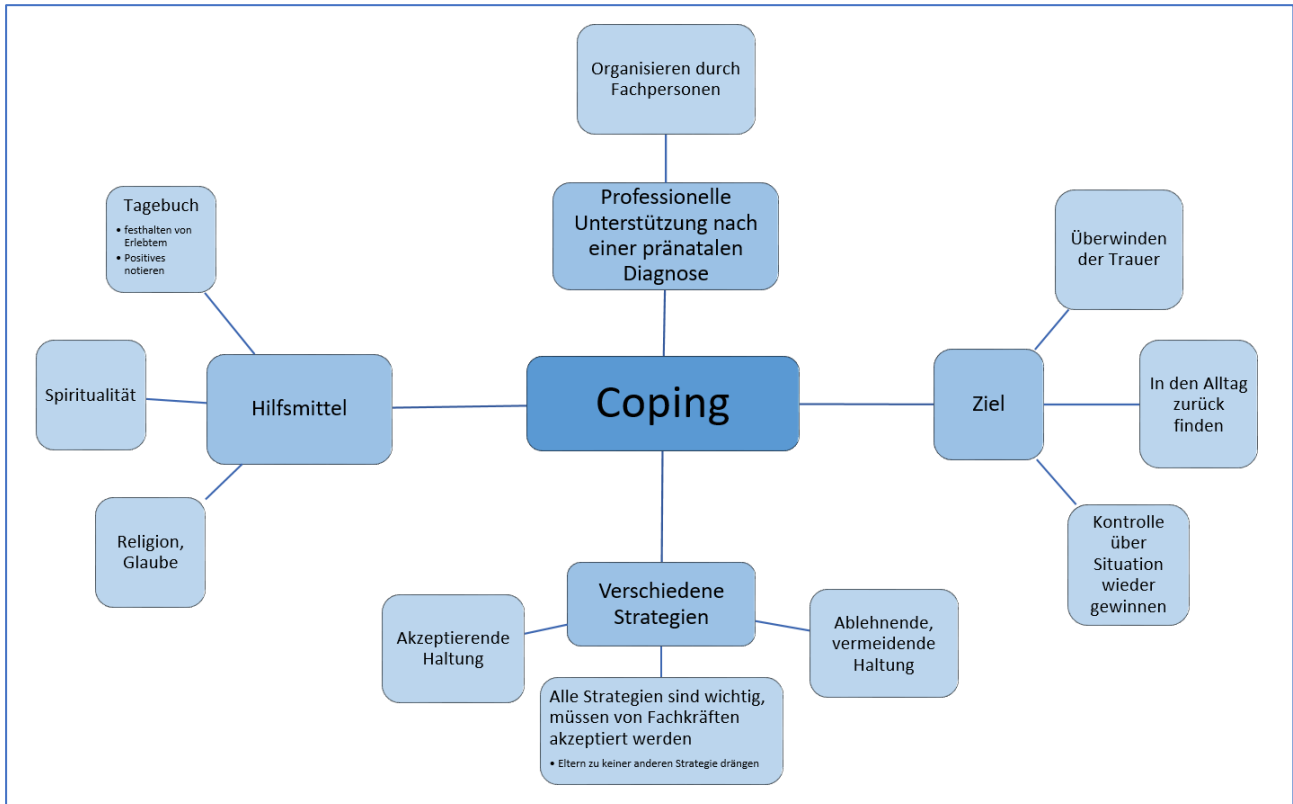 Organisieren durch
Fachpersonen
Professionelle
Unterstützung nach
einer pränatalen
Diagnose
Tagebuch
• festhalten von
Erlebtem
• Positives
notieren
Spiritualität
Religion,
Glaube
Hilfsmittel
Coping
Ziel
Überwinden
der Trauer
In den Alltag
zurück
finden
Kontrolle
über
Situation
wieder
gewinnen
Verschiedene
Strategien
Akzeptierende
Haltung
Alle Strategien sind wichtig,
müssen von Fachkräften
akzeptiert werden
• Eltern zu keiner anderen Strategie drängen
Ablehnende,
vermeidende
Haltung